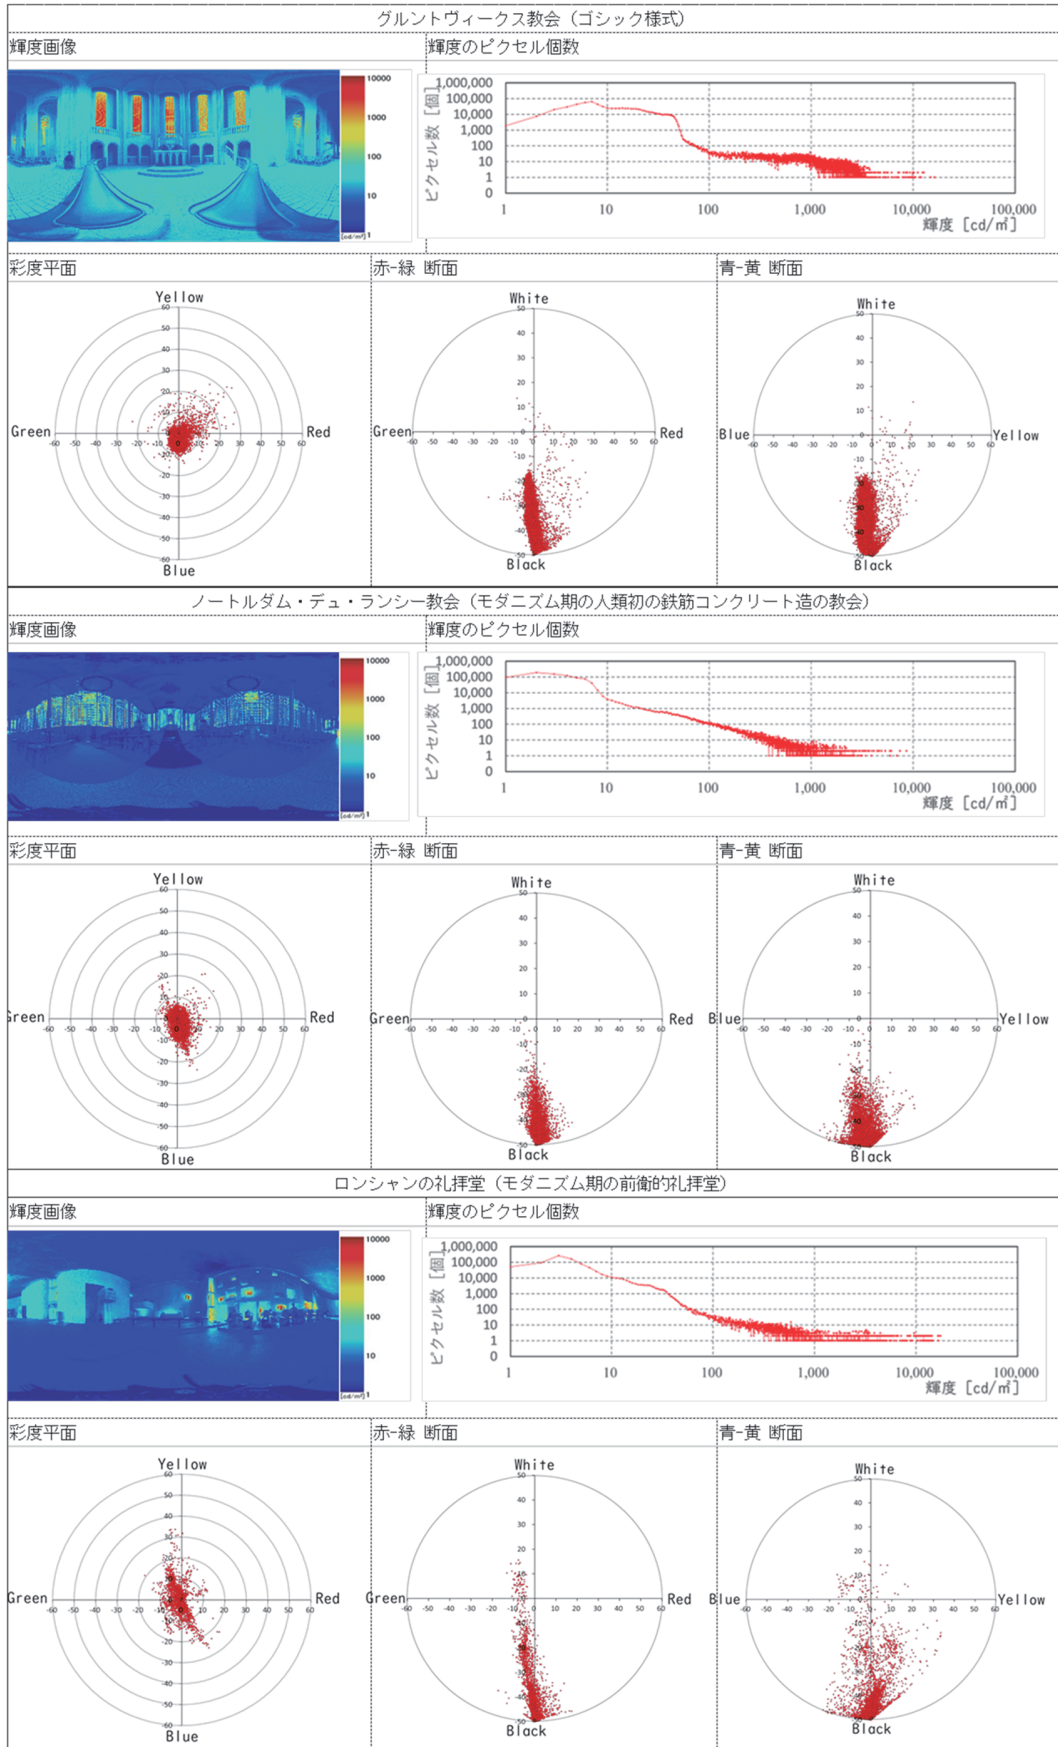 グルントヴィークス教会（ゴシック様式）
輝度画像
輝度のピクセル個数
10000
1000
100
10
1
[cd/㎡]
ピクセル数 [個]
1,000,000
100,000
10,000
1,000
100
10
1
0
1 10 100 1,000 10,000 100,000
輝度 [cd/㎡]
彩度平面
赤-緑 断面
青-黄 断面
Yellow
Green
Red
Blue
White
Green
Red
Black
White
Blue
Yellow
Black
ノートルダム・デュ・ランシー教会（モダニズム期の人類初の鉄筋コンクリート造の教会）
輝度画像
輝度のピクセル個数
10000
1000
100
10
1
[cd/㎡]
ピクセル数 [個]
1,000,000
100,000
10,000
1,000
100
10
1
0
1 10 100 1,000 10,000 100,000
輝度 [cd/㎡]
彩度平面
赤-緑 断面
青-黄 断面
Yellow
Green
Red
Blue
White
Green
Red
Black
White
Blue
Yellow
Black
ロンシャンの礼拝堂（モダニズム期の前衛的礼拝堂）
輝度画像
輝度のピクセル個数
10000
1000
100
10
1
[cd/㎡]
ピクセル数 [個]
1,000,000
100,000
10,000
1,000
100
10
1
0
1 10 100 1,000 10,000 100,000
輝度 [cd/㎡]
彩度平面
赤-緑 断面
青-黄 断面
Yellow
Green
Red
Blue
White
Green
Red
Black
White
Blue
Yellow
Black